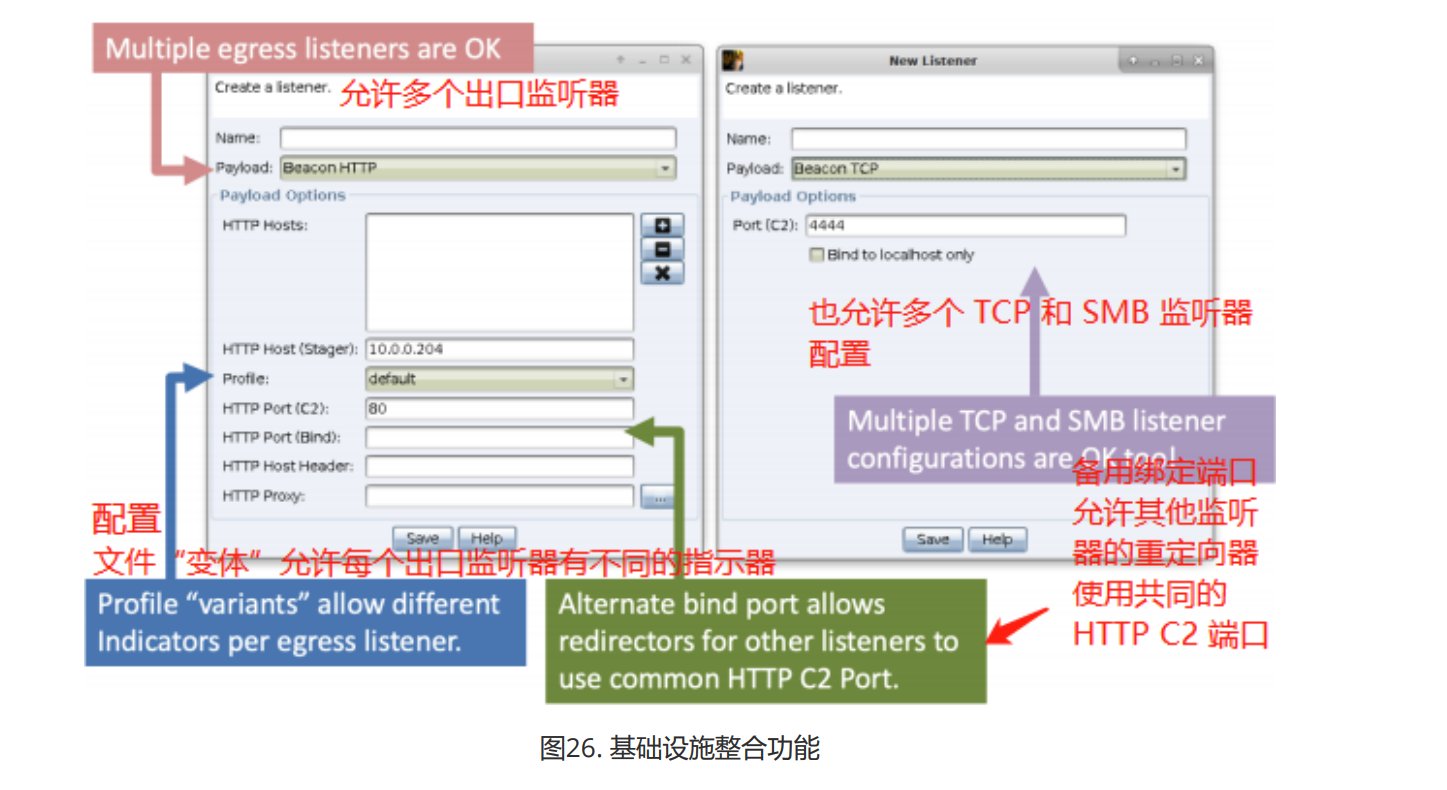 Multiple egress listeners are OK
Create a listener.
允许多个出口监听器
Name:
Payload: Beacon HTTP
Payload Options
HTTP Hosts:
HTTP Host (Stager): 10.0.0.204
Profile: default
HTTP Port (C2): 80
HTTP Port (Bind):
HTTP Host Header:
HTTP Proxy:
...
Save Help
New Listener
Create a listener.
Name:
Payload: Beacon TCP
Payload Options
Port (C2): 4444
Bind to localhost only
也允许多个 TCP 和 SMB 监听器
配置
Multiple TCP and SMB listener
configurations are OK too!
Save Help
备用绑定端口
允许其他监听
器的重定向器
使用共同的
HTTP C2 端口
配置
文件“变体”允许每个出口监听器有不同的指示器
Profile “variants” allow different
Indicators per egress listener.
Alternate bind port allows
redirectors for other listeners to
use common HTTP C2 Port.
图26. 基础设施整合功能